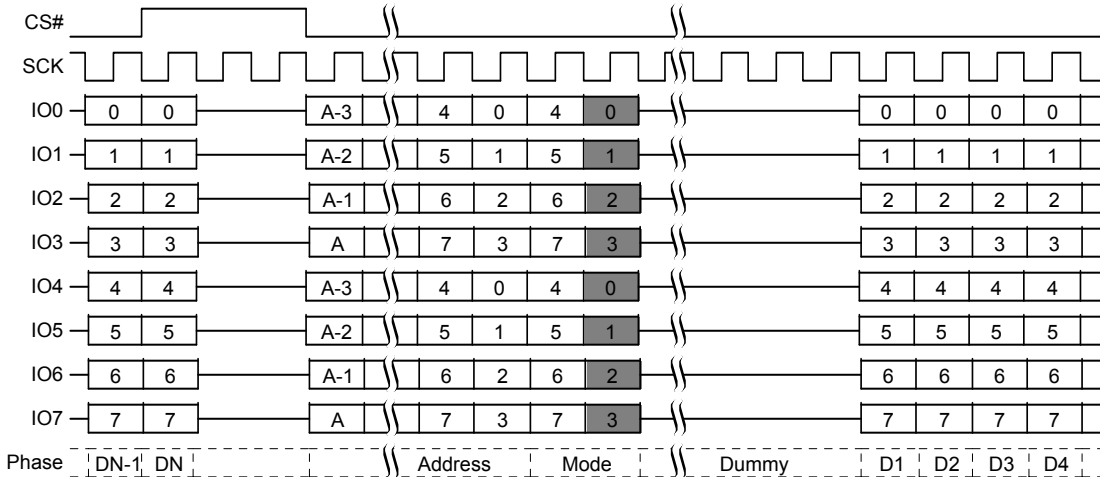 CS#
SCK
IO0 0 0 A-3 4 0 4 0 0 0 0 0
IO1 1 1 A-2 5 1 5 1 1 1 1 1
IO2 2 2 A-1 6 2 6 2 2 2 2 2
IO3 3 3 A 7 3 7 3 3 3 3 3
IO4 4 4 A-3 4 0 4 0 4 4 4 4
IO5 5 5 A-2 5 1 5 1 5 5 5 5
IO6 6 6 A-1 6 2 6 2 6 6 6 6
IO7 7 7 A 7 3 7 3 7 7 7 7
Phase DN-1 DN Address Mode Dummy D1 D2 D3 D4